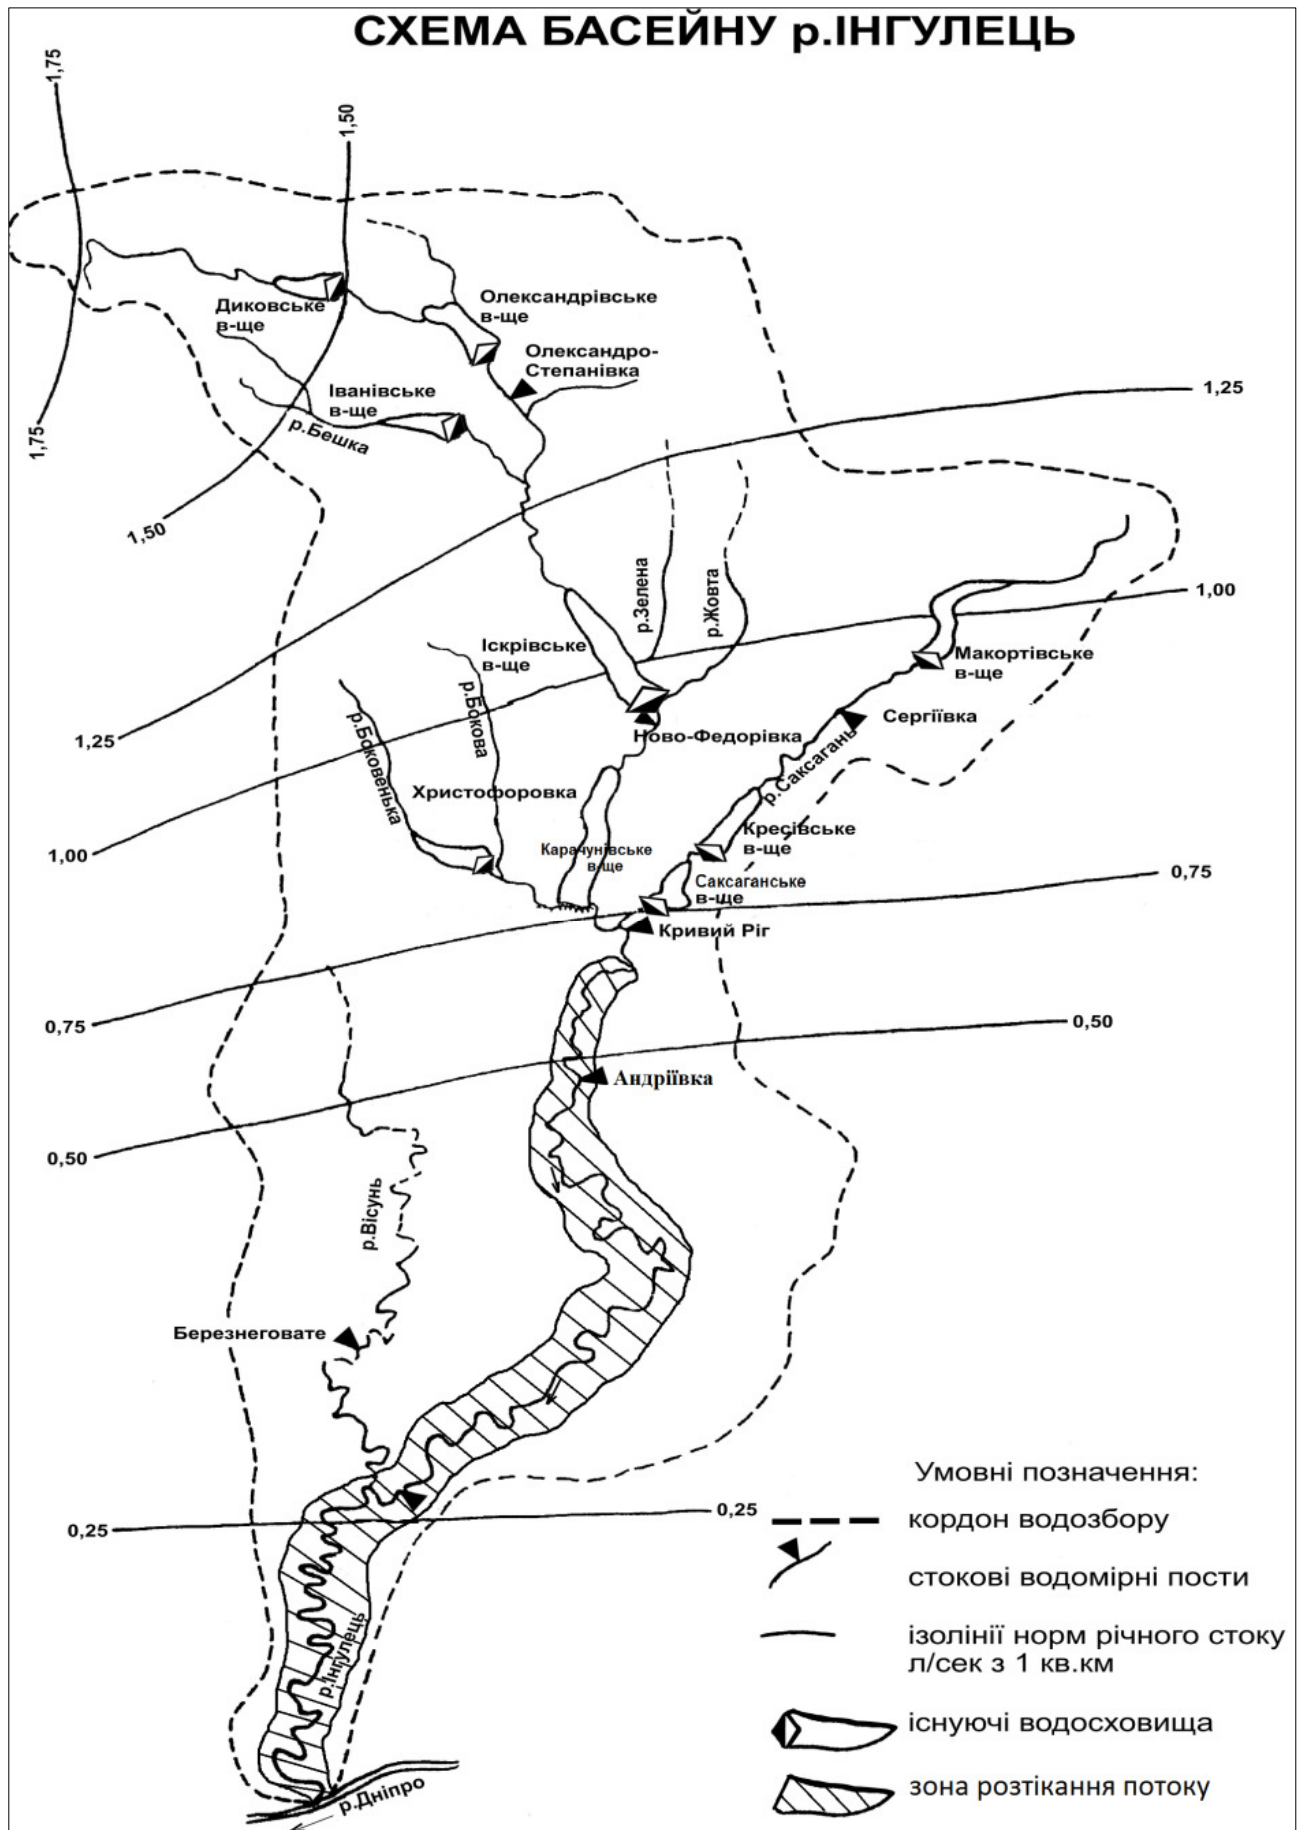 СХЕМА БАСЕЙНУ р.ІНГУЛЕЦЬ
1,75
1,50
Диковське
в-ще
Олександрівське
в-ще
Олександро-
Степанівка
Іванівське
в-ще
р.Бешка
1,25
1,75
1,50
р.Зелена
р.Жовта
1,00
Іскрівське
в-ще
Макортівське
в-ще
р.Бокова
р.Боковенька
Сергіївка
Ново-Федорівка
1,25
р.Саксагань
Христофоровка
Кресівське
в-ще
Карачунівське
в-ще
1,00
Саксаганське
в-ще
0,75
Кривий Ріг
0,75
0,50
Андріївка
0,50
р.Вісунь
Березнеговате
0,25
0,25
р.Інгулець
р.Дніпро
Умовні позначення:
кордон водозбору
стокові водомірні пости
ізолінії норм річного стоку
л/сек з 1 кв.км
існуючі водосховища
зона розтікання потоку